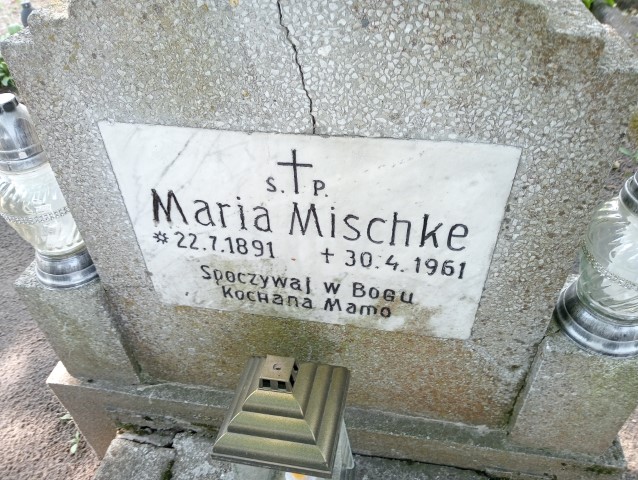 S. P.
Maria Mischke
* 22.7.1891 + 30.4.1961
Spoczywaj w Bogu
Kochana Mamo